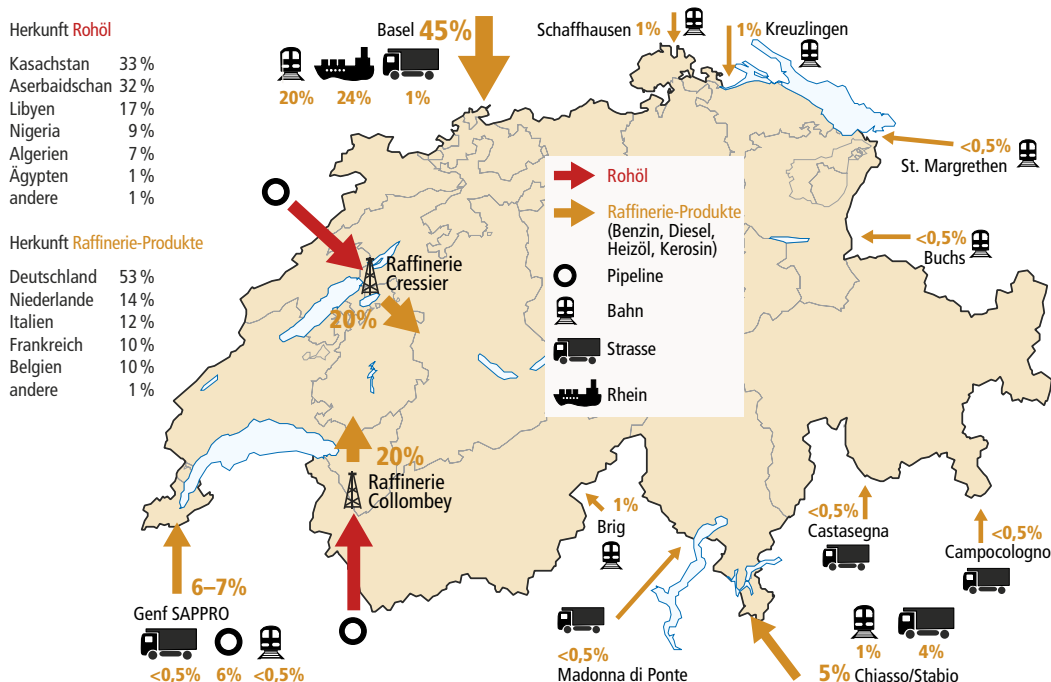 Herkunft Rohöl
Kasachstan 33 %
Aserbaidschan 32 %
Libyen 17 %
Nigeria 9 %
Algerien 7 %
Ägypten 1 %
andere 1 %
Herkunft Raffinerie-Produkte
Deutschland 53 %
Niederlande 14 %
Italien 12 %
Frankreich 10 %
Belgien 10 %
andere 1 %
Basel 45%
20% 24% 1%
Schaffhausen 1%
1% Kreuzlingen
<0,5%
St. Margrethen
<0,5%
Buchs
Rohöl
Raffinerie-Produkte
(Benzin, Diesel,
Heizöl, Kerosin)
Pipeline
Bahn
Strasse
Rhein
Raffinerie
Cressier
20%
20%
Raffinerie
Collombey
6–7%
Genf SAPPRO
<0,5% 6% <0,5%
1%
Brig
<0,5%
Madonna di Ponte
<0,5%
Castasegna
<0,5%
Campocologno
1% 4%
5% Chiasso/Stabio